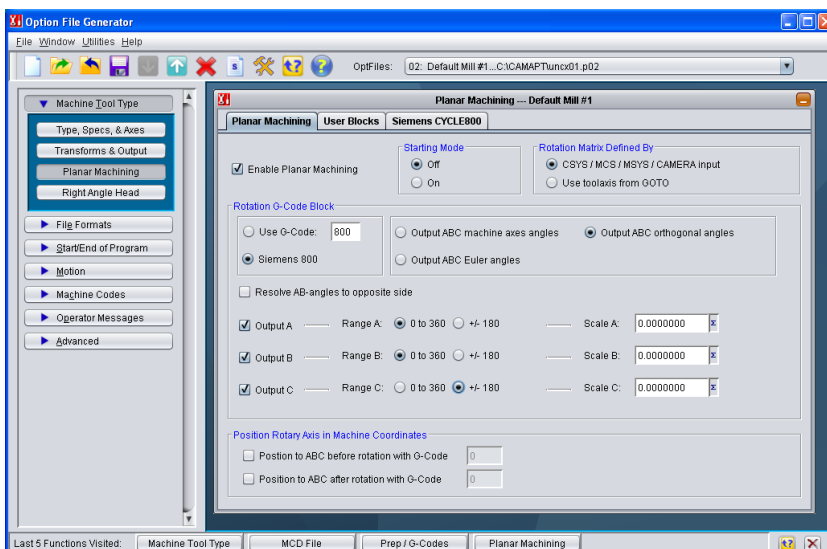 Option File Generator
File Window Utilities Help
OptFiles: 02: Default Mill #1...C:\CAMAPT\uncx01.p02
Machine Tool Type
Type, Specs, & Axes
Transforms & Output
Planar Machining
Right Angle Head
File Formats
Start/End of Program
Motion
Machine Codes
Operator Messages
Advanced
Planar Machining --- Default Mill #1
Planar Machining User Blocks Siemens CYCLE800
Enable Planar Machining
Starting Mode
Off
On
Rotation Matrix Defined By
CSYS / MCS / MSYS / CAMERA input
Use toolaxis from GOTO
Rotation G-Code Block
Use G-Code: 800
Siemens 800
Output ABC machine axes angles
Output ABC orthogonal angles
Output ABC Euler angles
Resolve AB-angles to opposite side
Output A Range A: 0 to 360 +/- 180 Scale A: 0.0000000
Output B Range B: 0 to 360 +/- 180 Scale B: 0.0000000
Output C Range C: 0 to 360 +/- 180 Scale C: 0.0000000
Position Rotary Axis in Machine Coordinates
Postion to ABC before rotation with G-Code 0
Position to ABC after rotation with G-Code 0
Last 5 Functions Visited: Machine Tool Type MCD File Prep / G-Codes Planar Machining